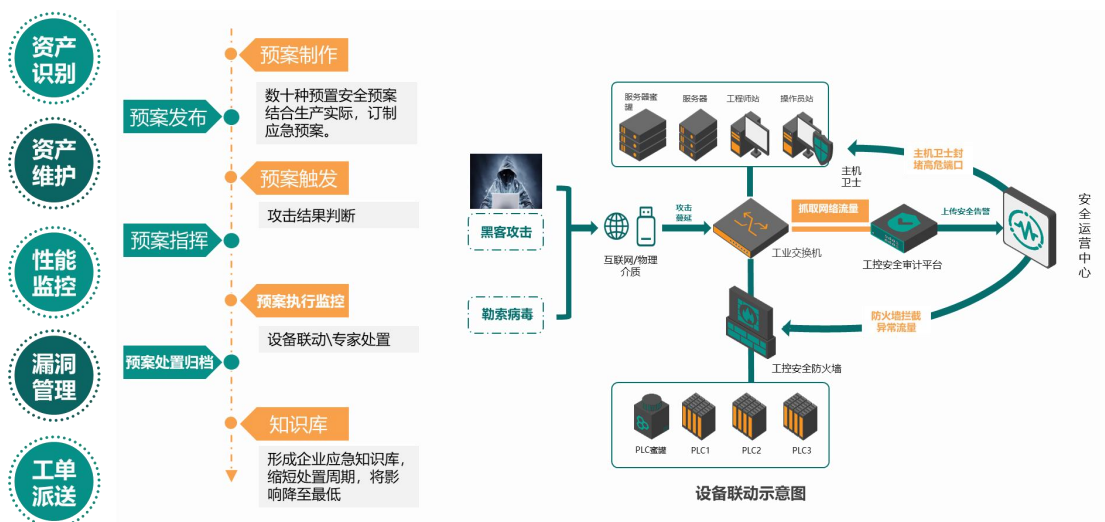 资产
识别
资产
维护
性能
监控
漏洞
管理
工单
派送
预案制作
数十种预置安全预案
结合生产实际，订制
应急预案。
预案发布
预案触发
攻击结果判断
预案指挥
预案执行监控
设备联动\专家处置
预案处置归档
知识库
形成企业应急知识库，
缩短处置周期，将影
响降至最低
黑客攻击
勒索病毒
互联网/物理
介质
攻击
蔓延
服务器蜜
罐
服务器
工程师站
操作员站
主机
卫士
工业交换机
抓取网络流量
工控安全审计平台
上传安全告警
主机卫士封
堵高危端口
安全运营中心
防火墙拦截
异常流量
工控安全防火墙
PLC蜜罐
PLC1
PLC2
PLC3
设备联动示意图